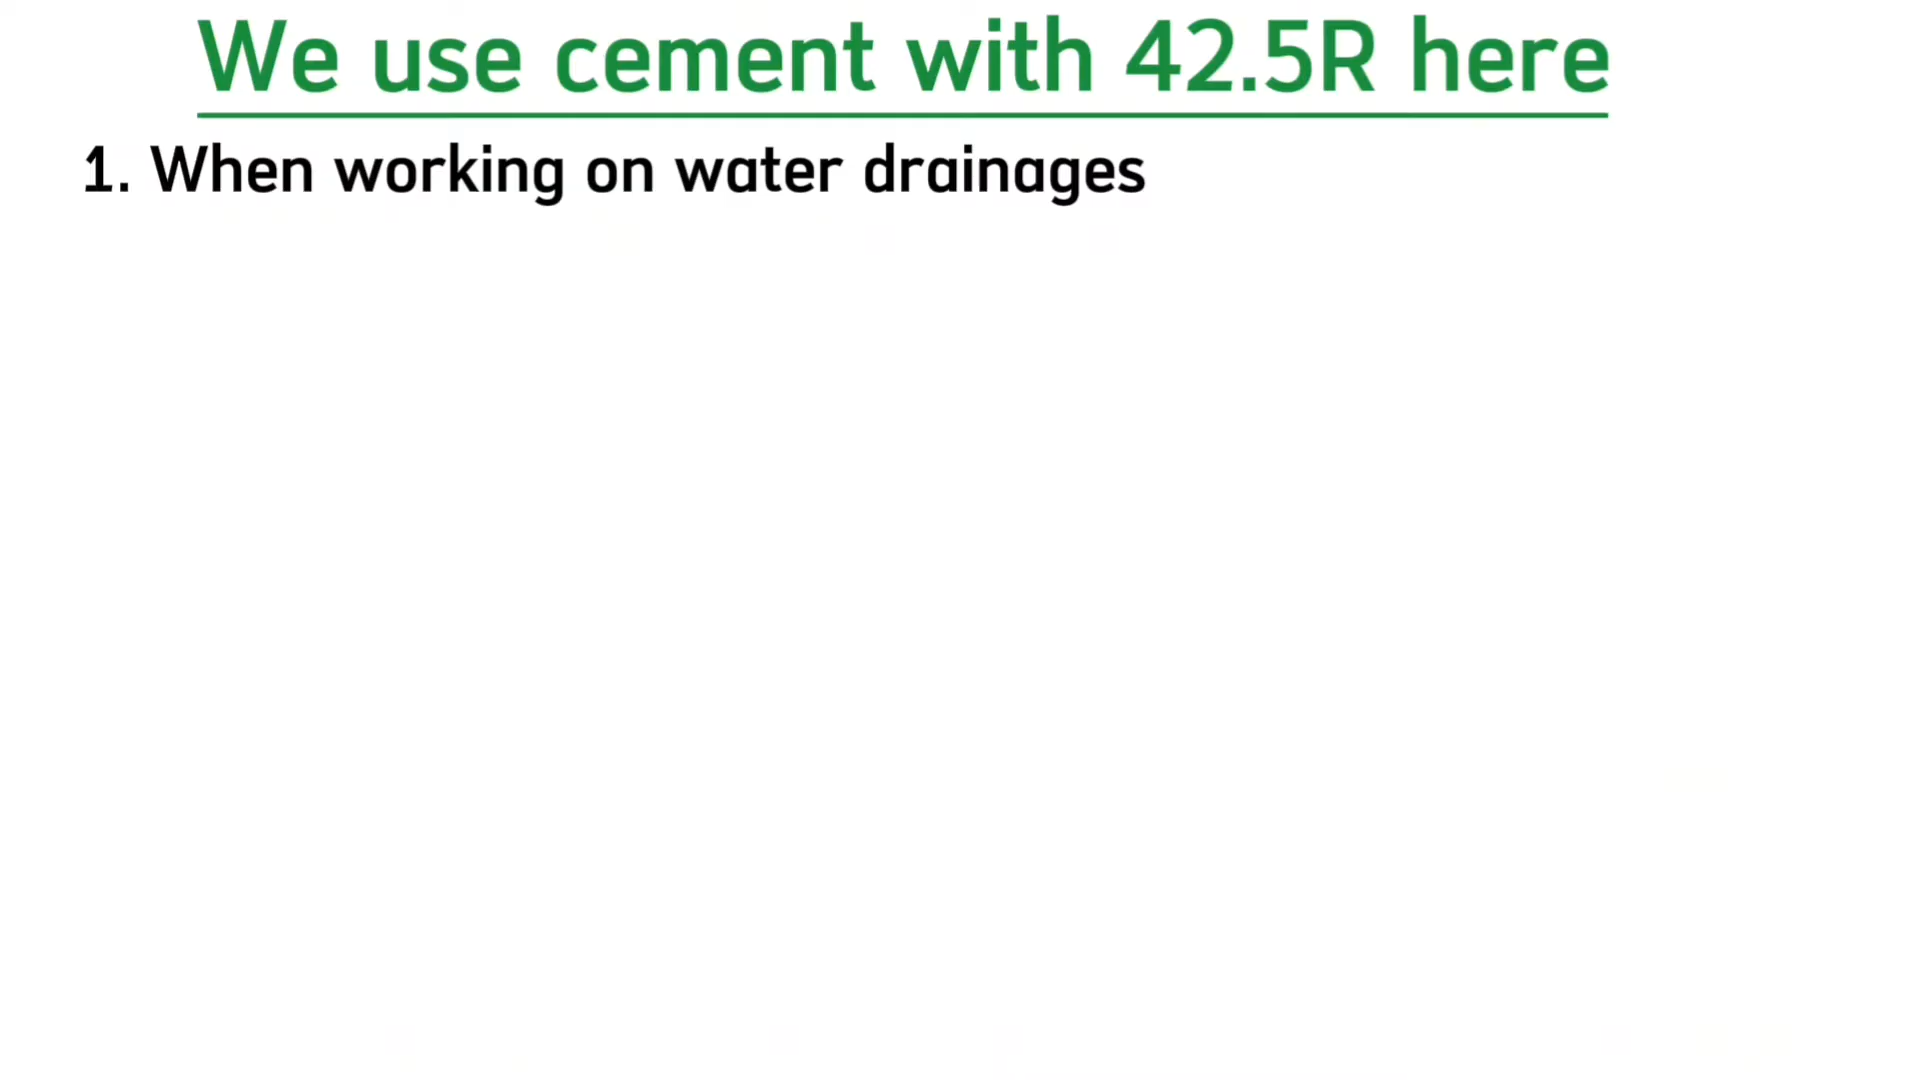 We use cement with 42.5R here
1. When working on water drainages